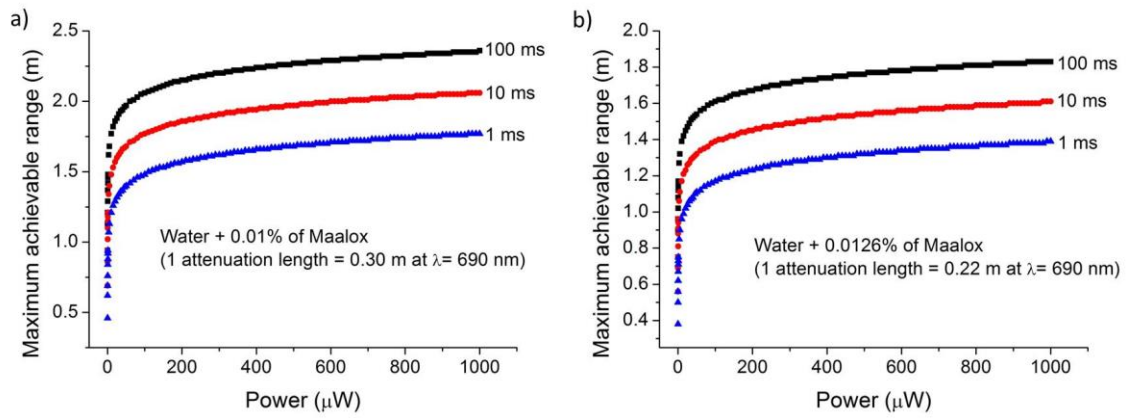 a)
Maximum achievable range (m)
2.5
2.0
1.5
1.0
0.5
100 ms
10 ms
1 ms
Water + 0.01% of Maalox
(1 attenuation length = 0.30 m at λ= 690 nm)
0 200 400 600 800 1000
Power (μW)
b)
Maximum achievable range (m)
2.0
1.8
1.6
1.4
1.2
1.0
0.8
0.6
0.4
100 ms
10 ms
1 ms
Water + 0.0126% of Maalox
(1 attenuation length = 0.22 m at λ= 690 nm)
0 200 400 600 800 1000
Power (μW)